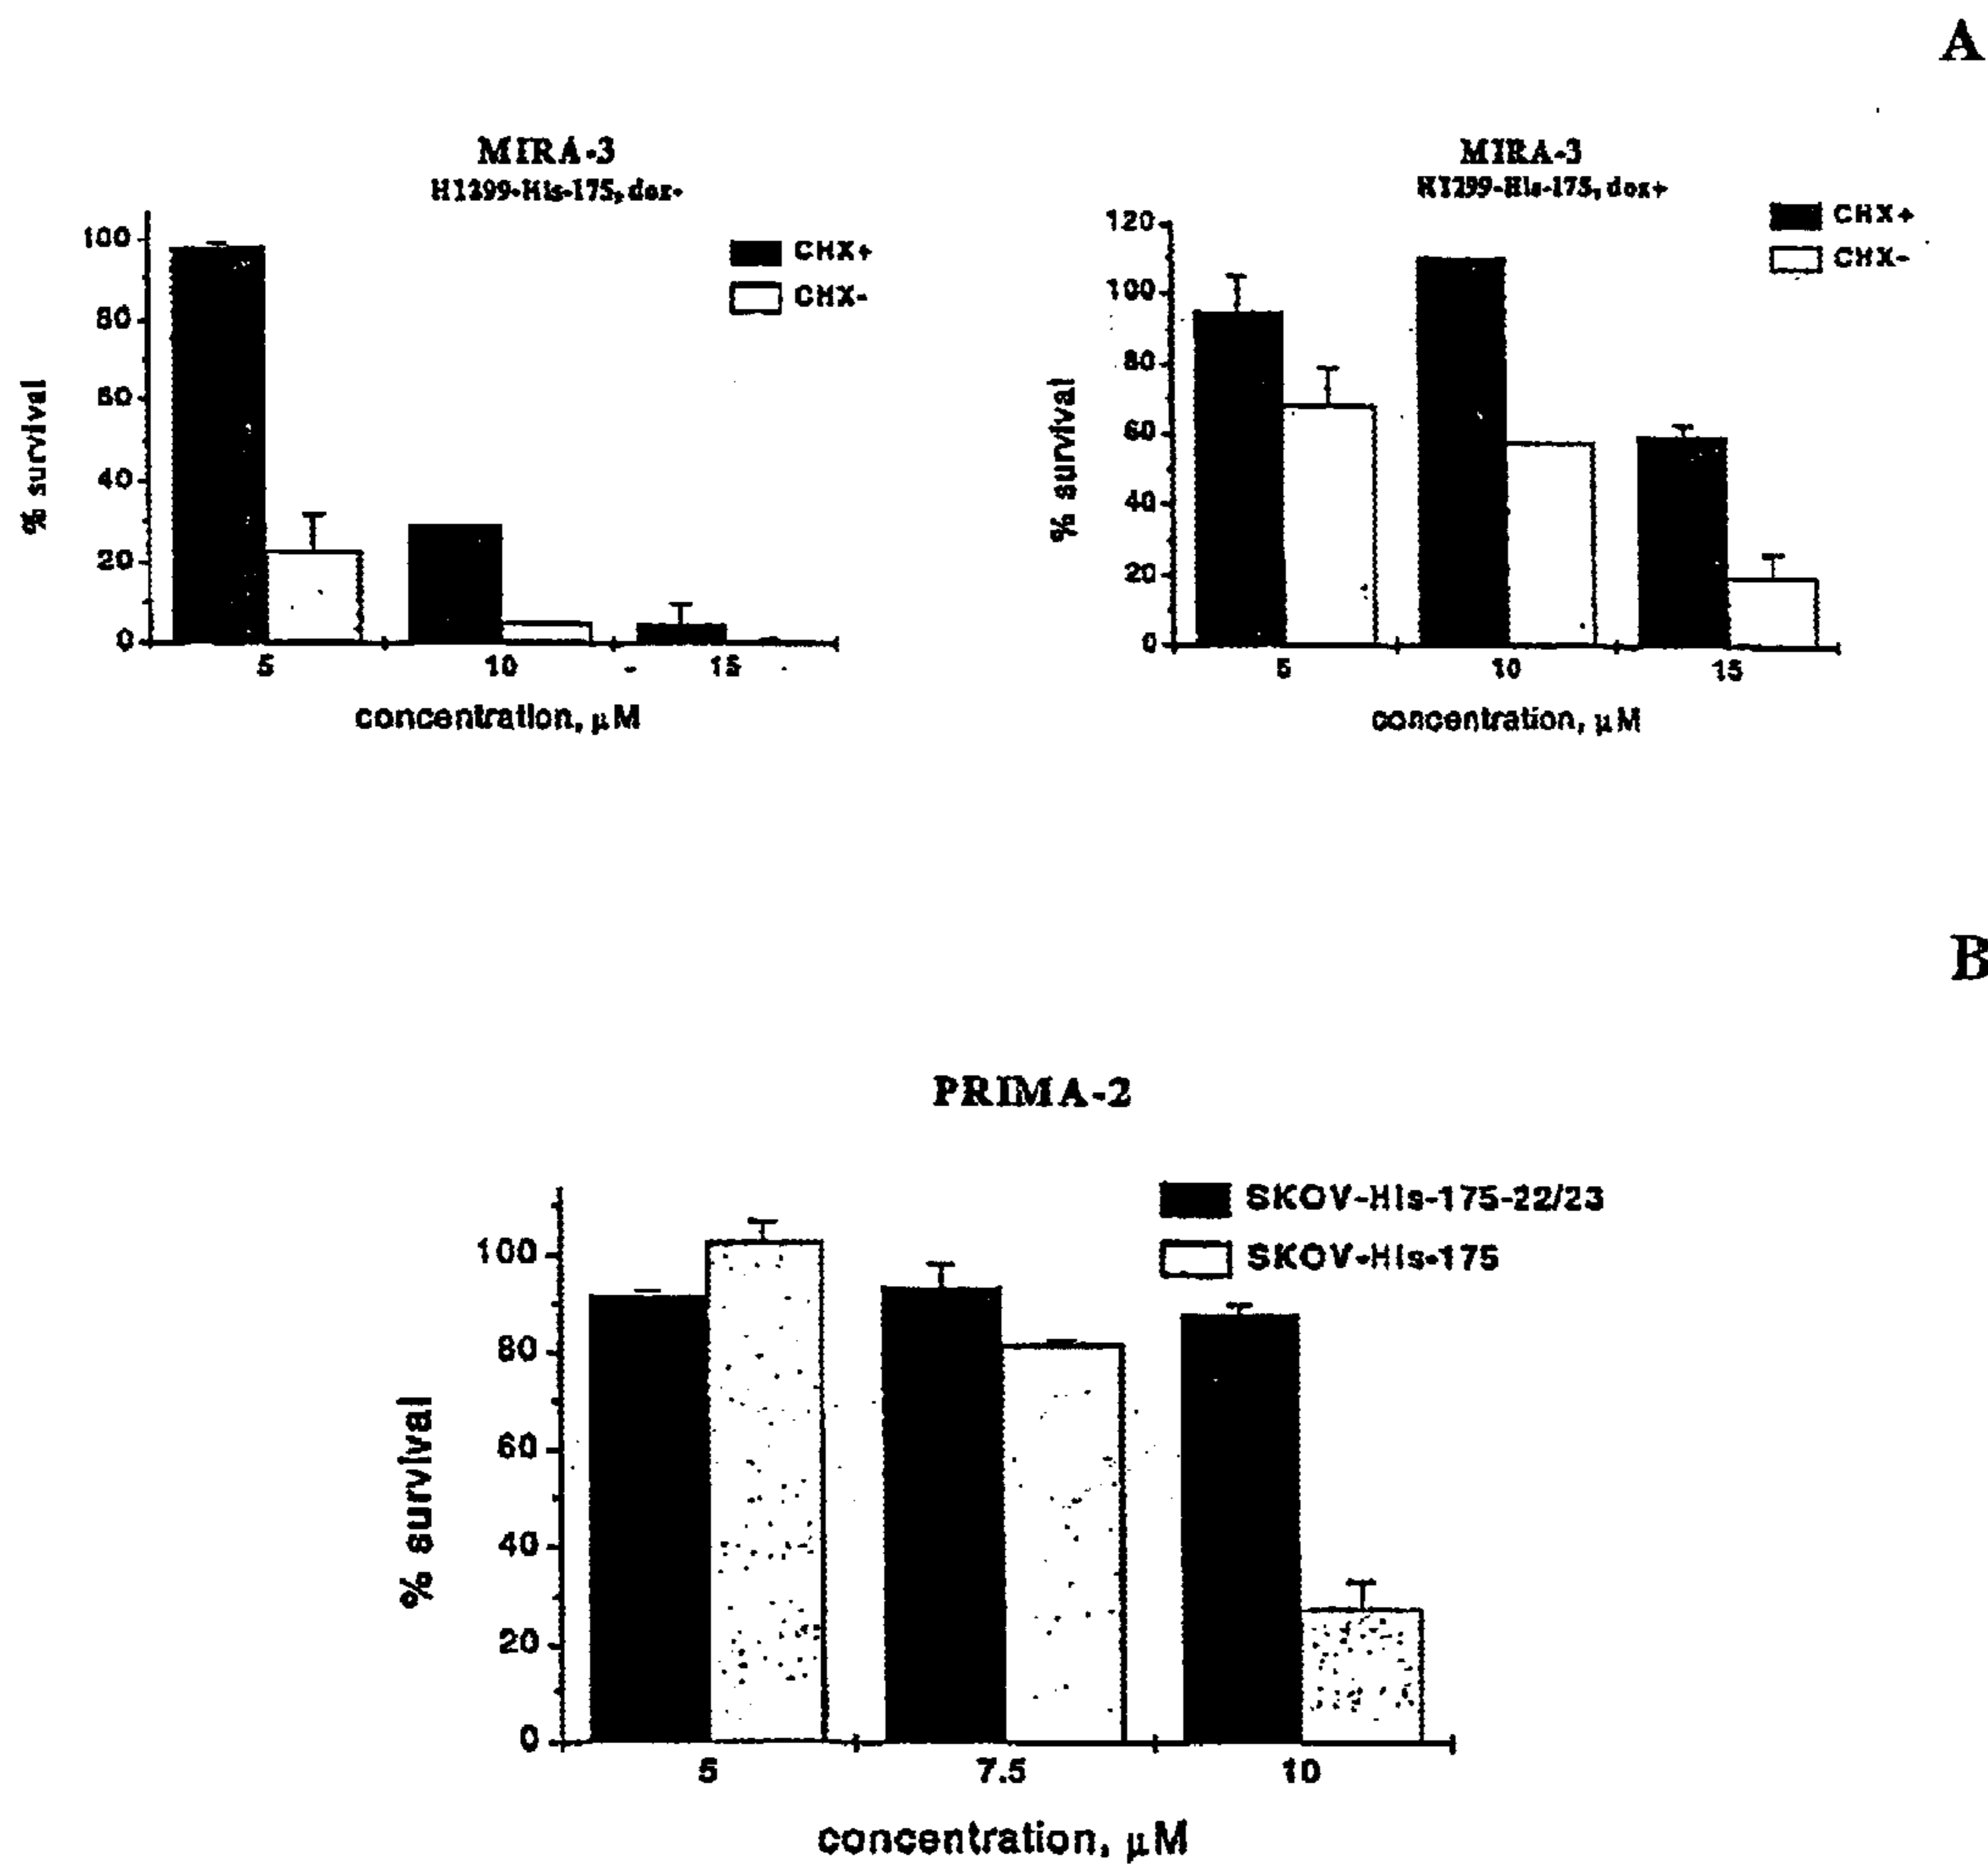 A
MIRA-3
H1299-His-175, dox-
CHX+
CHX-
100
80
60
40
20
0
% survival
5
10
15
concentration, µM
MIRA-3
H1299-His-175, dox+
CHX+
CHX-
120
100
80
60
40
20
0
% survival
5
10
15
concentration, µM
B
PRIMA-2
SKOV-His-175-22/23
SKOV-His-175
100
80
60
40
20
0
% survival
5
7.5
10
concentration, µM